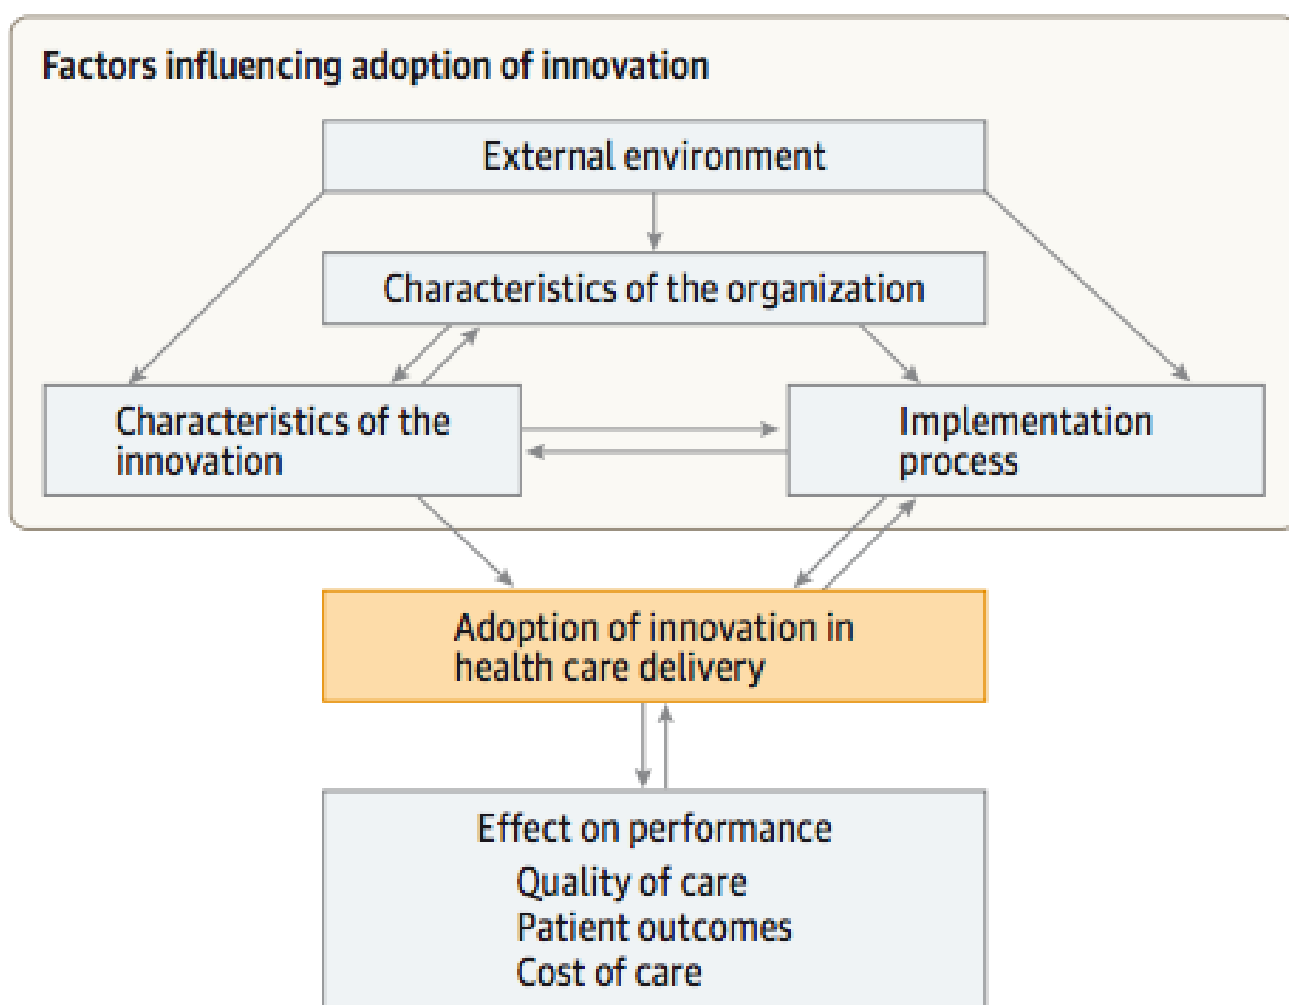 Factors influencing adoption of innovation
External environment
Characteristics of the organization
Characteristics of the
innovation
Implementation
process
Adoption of innovation in
health care delivery
Effect on performance
Quality of care
Patient outcomes
Cost of care